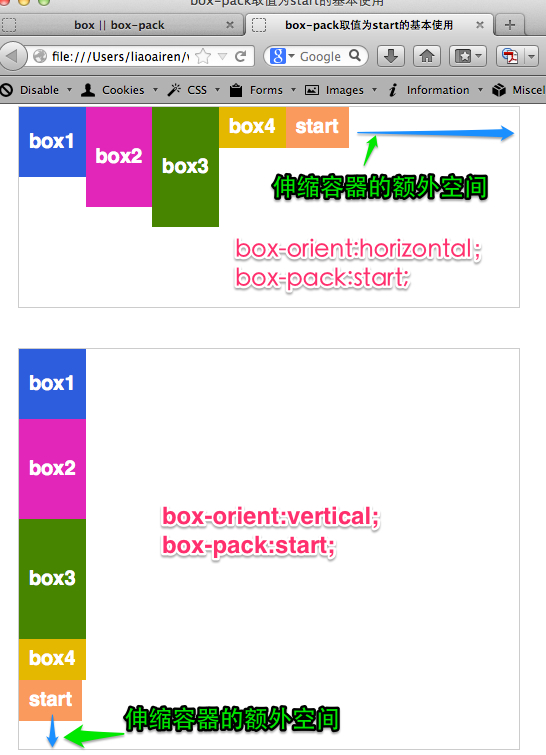 box-pack取值为start的基本使用
box || box-pack
box-pack取值为start的基本使用
file:///Users/liaoairen/w
Google
Disable
Cookies
CSS
Forms
Images
Information
Miscel
box1
box2
box3
box4
start
伸缩容器的额外空间
box-orient:horizontal;
box-pack:start;
box1
box2
box3
box4
start
box-orient:vertical;
box-pack:start;
伸缩容器的额外空间